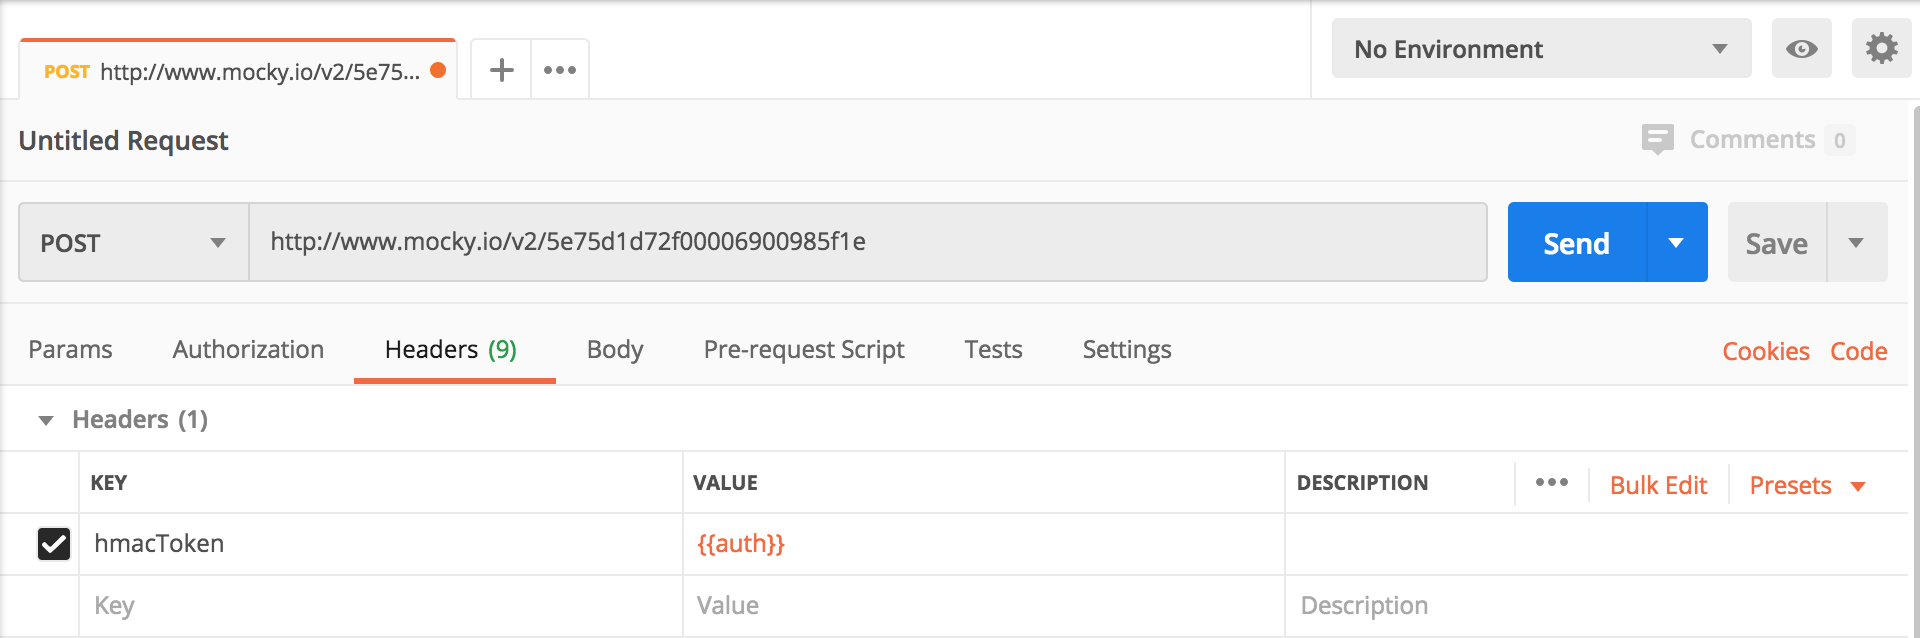 POST http://www.mocky.io/v2/5e75...
No Environment
Untitled Request
Comments 0
POST http://www.mocky.io/v2/5e75d1d72f00006900985f1e Send Save
Params Authorization Headers (9) Body Pre-request Script Tests Settings Cookies Code
Headers (1)
KEY VALUE DESCRIPTION Bulk Edit Presets
hmacToken {{auth}}
Key Value Description